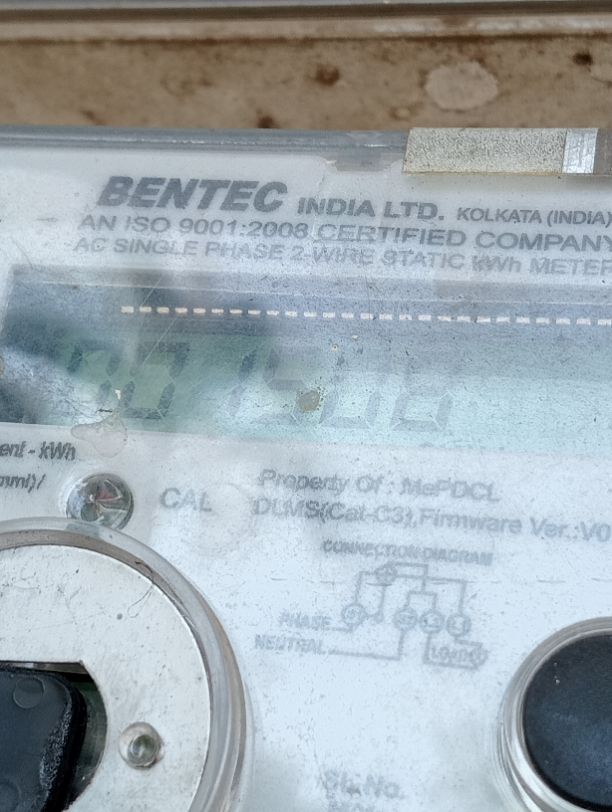 BENTEC INDIA LTD. KOLKATA (INDIA)
AN ISO 9001:2008 CERTIFIED COMPANY
AC SINGLE PHASE 2-WIRE STATIC kWh METER
- kWh
CAL
Property Of : MePDCL
DLMS(Cat-C3),Firmware Ver.:V0
CONNECTION DIAGRAM
PHASE
NEUTRAL
LOAD
SL.No.